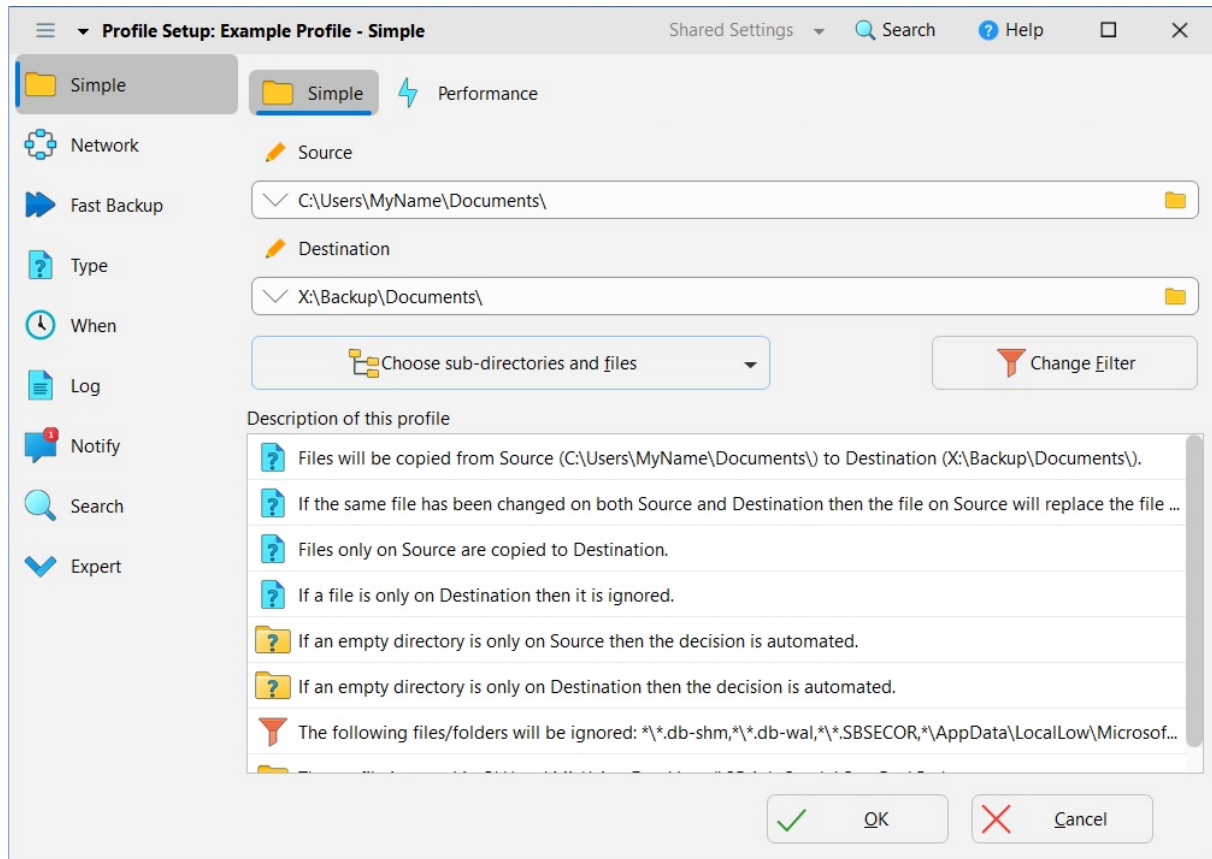 Profile Setup: Example Profile - Simple
Shared Settings
Search
Help
Simple
Network
Fast Backup
Type
When
Log
Notify
1
Search
Expert
Simple
Performance
Source
C:\Users\MyName\Documents\
Destination
X:\Backup\Documents\
Choose sub-directories and files
Change Filter
Description of this profile
Files will be copied from Source (C:\Users\MyName\Documents\) to Destination (X:\Backup\Documents\).
If the same file has been changed on both Source and Destination then the file on Source will replace the file ...
Files only on Source are copied to Destination.
If a file is only on Destination then it is ignored.
If an empty directory is only on Source then the decision is automated.
If an empty directory is only on Destination then the decision is automated.
The following files/folders will be ignored: *\*.db-shm,*\*.db-wal,*\*.SBSECOR,*\AppData\LocalLow\Microsof...
OK
Cancel